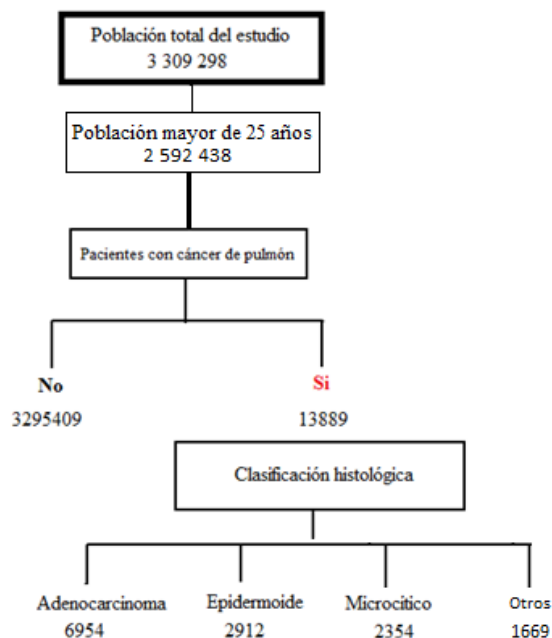 Población total del estudio
3 309 298
Población mayor de 25 años
2 592 438
Pacientes con cáncer de pulmón
No
Si
3295409
13889
Clasificación histológica
Adenocarcinoma
Epidermoide
Microcitico
Otros
6954
2912
2354
1669